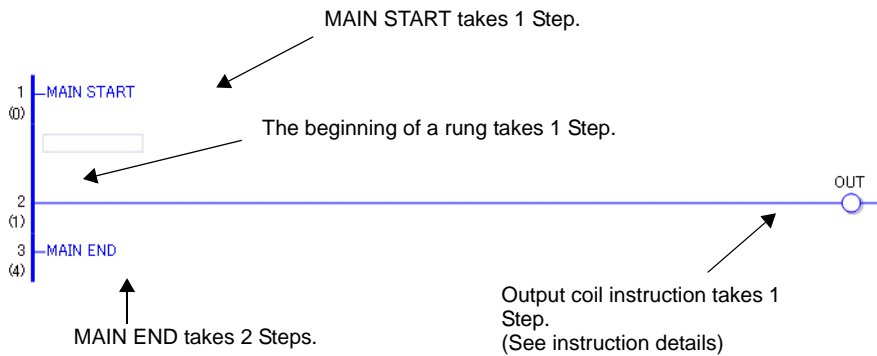 MAIN START takes 1 Step.
1 MAIN START
(0)
The beginning of a rung takes 1 Step.
OUT
2
(1)
3 MAIN END
(4)
Output coil instruction takes 1
Step.
(See instruction details)
MAIN END takes 2 Steps.